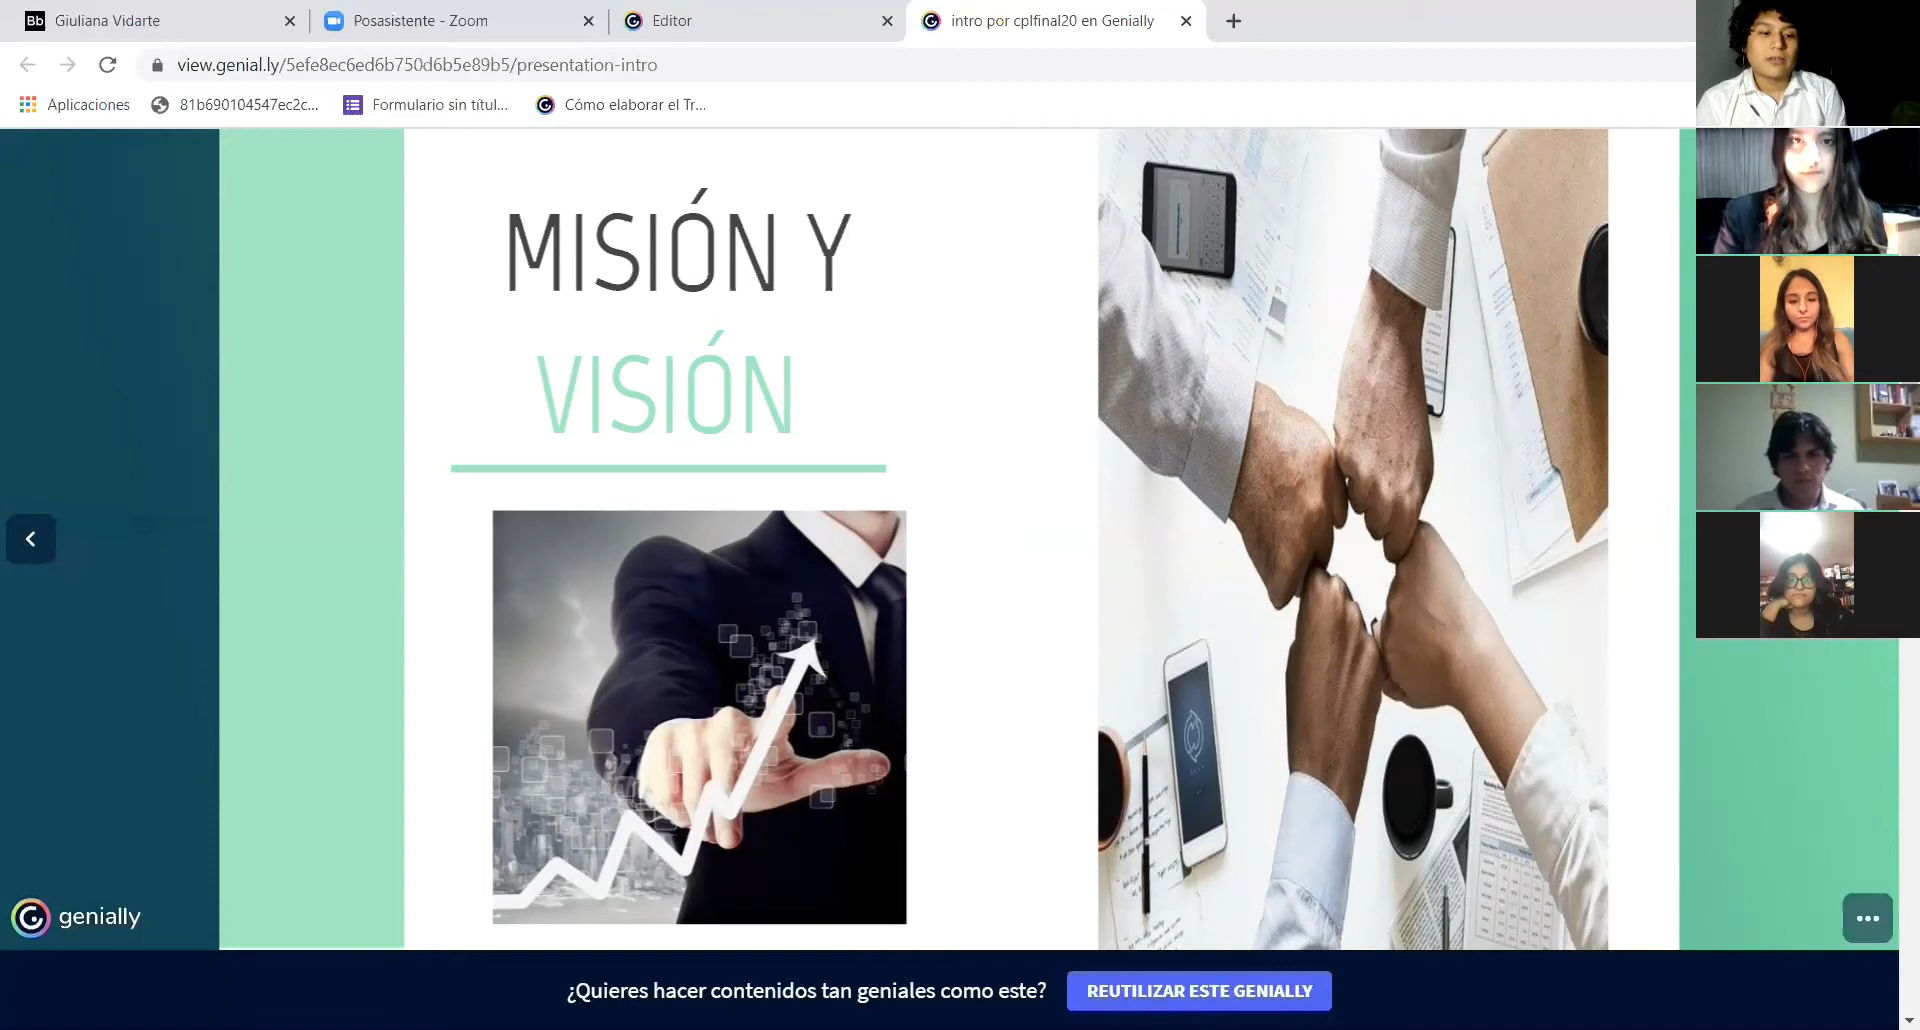 Bb Giuliana Vidarte
Posasistente - Zoom
Editor
intro por cplfinal20 en Genially
view.genial.ly/5efe8ec6ed6b750d6b5e89b5/presentation-intro
Aplicaciones
81b690104547ec2c...
Formulario sin títul...
Cómo elaborar el Tr...
MISIÓN Y
VISIÓN
genially
¿Quieres hacer contenidos tan geniales como este?
REUTILIZAR ESTE GENIALLY